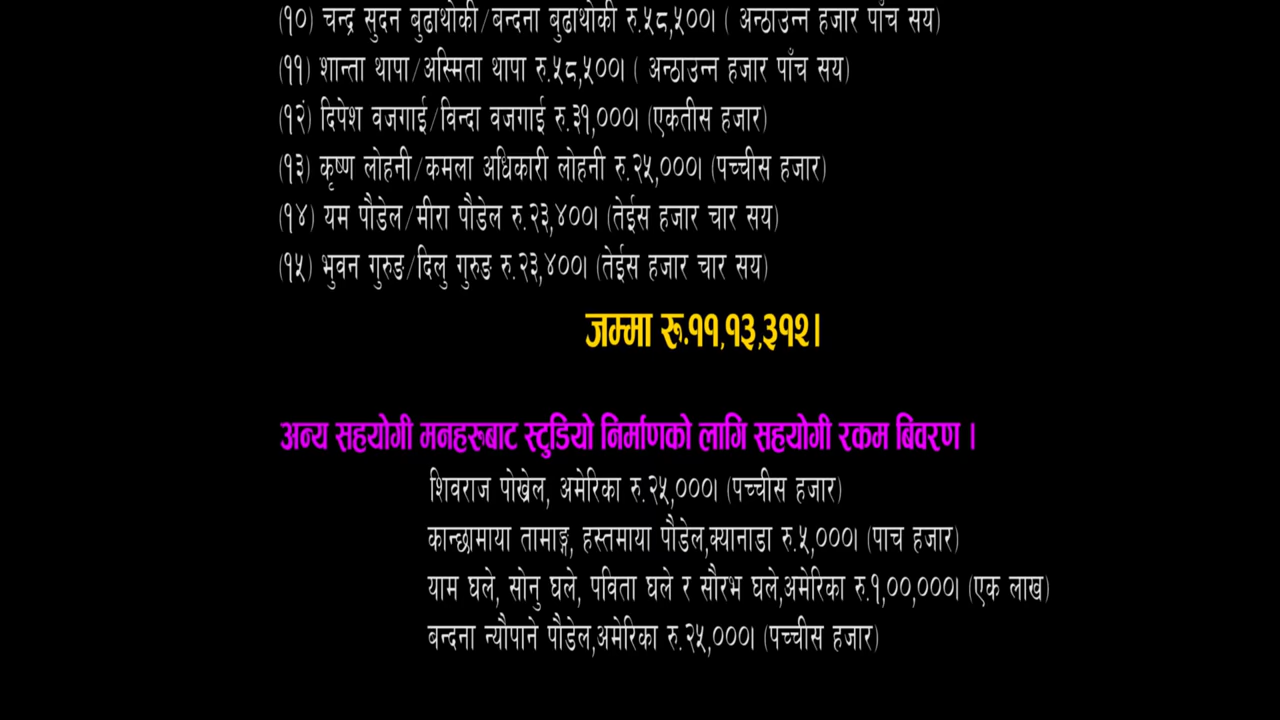 (१०) चन्द्र सुदन बुढाथोकी/बन्दना बुढाथोकी रु.५८,५००। ( अन्ठाउन्न हजार पाँच सय)
(११) शान्ता थापा/अस्मिता थापा रु.५८,५००। ( अन्ठाउन्न हजार पाँच सय)
(१२ं) दिपेश वजगाई/विन्दा वजगाई रु.३१,०००। (एकतीस हजार)
(१३) कृष्ण लोहनी/कमला अधिकारी लोहनी रु.२५,०००। (पच्चीस हजार)
(१४) यम पौडेल/मीरा पौडेल रु.२३,४००। (तेईस हजार चार सय)
(१५) भुवन गुरुङ/दिलु गुरुङ रु.२३,४००। (तेईस हजार चार सय)
जम्मा रू.११,१३,३१२।
अन्य सहयोगी मनहरुबाट स्टुडियो निर्माणको लागि सहयोगी रकम बिवरण ।
शिवराज पोखेल, अमेरिका रु.२५,०००। (पच्चीस हजार)
कान्छामाया तामाङ्ग, हस्तमाया पौडेल,क्यानाडा रु.५,०००। (पाच हजार)
याम घले, सोनु घले, पविता घले र सौरभ घले,अमेरिका रु.१,००,०००। (एक लाख)
बन्दना न्यौपाने पौडेल,अमेरिका रु.२५,०००। (पच्चीस हजार)